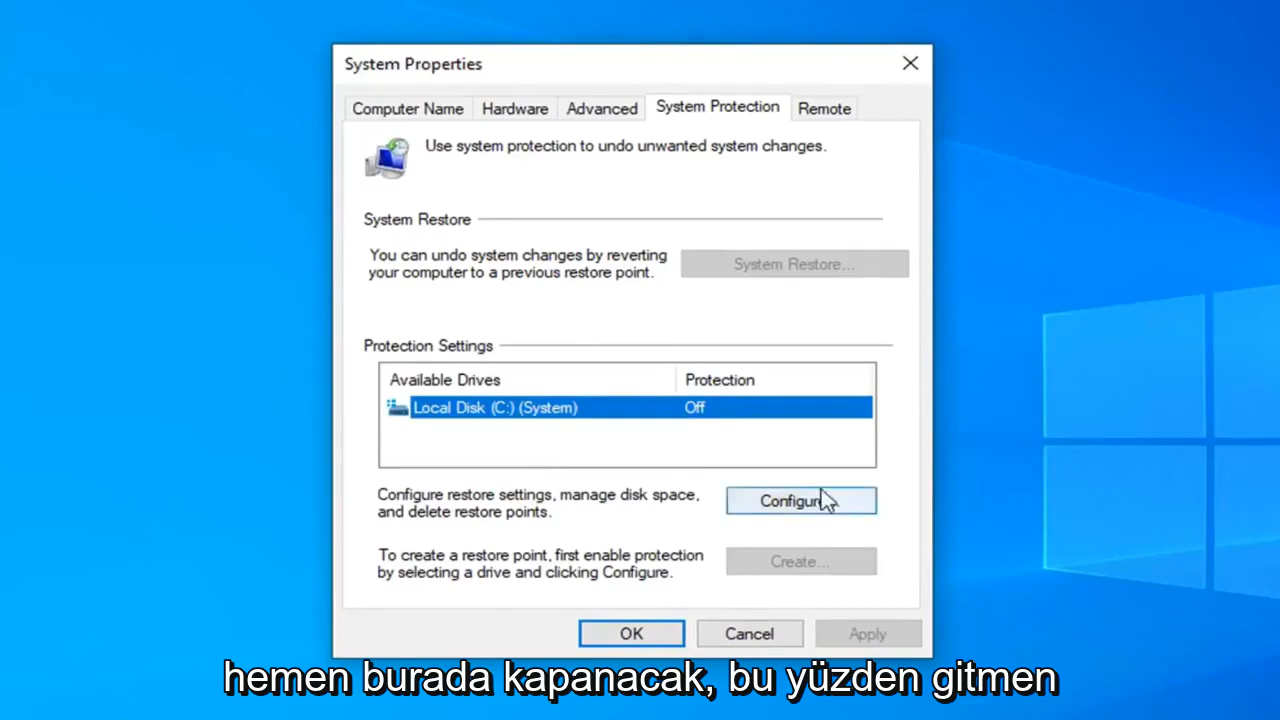 System Properties
Computer Name Hardware Advanced System Protection Remote
Use system protection to undo unwanted system changes.
System Restore
You can undo system changes by reverting
your computer to a previous restore point.
System Restore...
Protection Settings
Available Drives Protection
Local Disk (C:) (System) Off
Configure restore settings, manage disk space,
and delete restore points.
Configure
To create a restore point, first enable protection
by selecting a drive and clicking Configure.
Create...
OK Cancel Apply
hemen burada kapanacak, bu yüzden gitmen